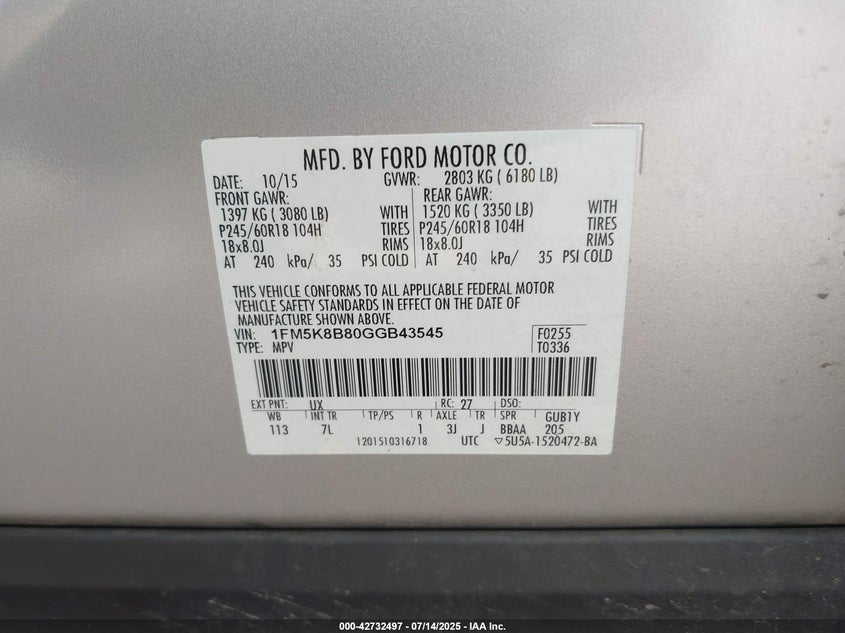 MFD. BY FORD MOTOR CO.
DATE: 10/15 GVWR: 2803 KG ( 6180 LB)
FRONT GAWR: REAR GAWR:
1397 KG ( 3080 LB) WITH 1520 KG ( 3350 LB) WITH
P245/60R18 104H TIRES P245/60R18 104H TIRES
18x8.0J RIMS 18x8.0J RIMS
AT 240 kPa/ 35 PSI COLD AT 240 kPa/ 35 PSI COLD
THIS VEHICLE CONFORMS TO ALL APPLICABLE FEDERAL MOTOR
VEHICLE SAFETY STANDARDS IN EFFECT ON THE DATE OF
MANUFACTURE SHOWN ABOVE.
VIN: 1FM5K8B80GGB43545 F0255
TYPE: MPV T0336
EXT PNT: UX RC: 27 DSO:
WB INT TR TP/PS R AXLE TR SPR GUB1Y
113 7L 1 3J J BBAA 205
1201510316718 UTC ▽5U5A-1520472-BA
000-42732497 - 07/14/2025 - IAA Inc.